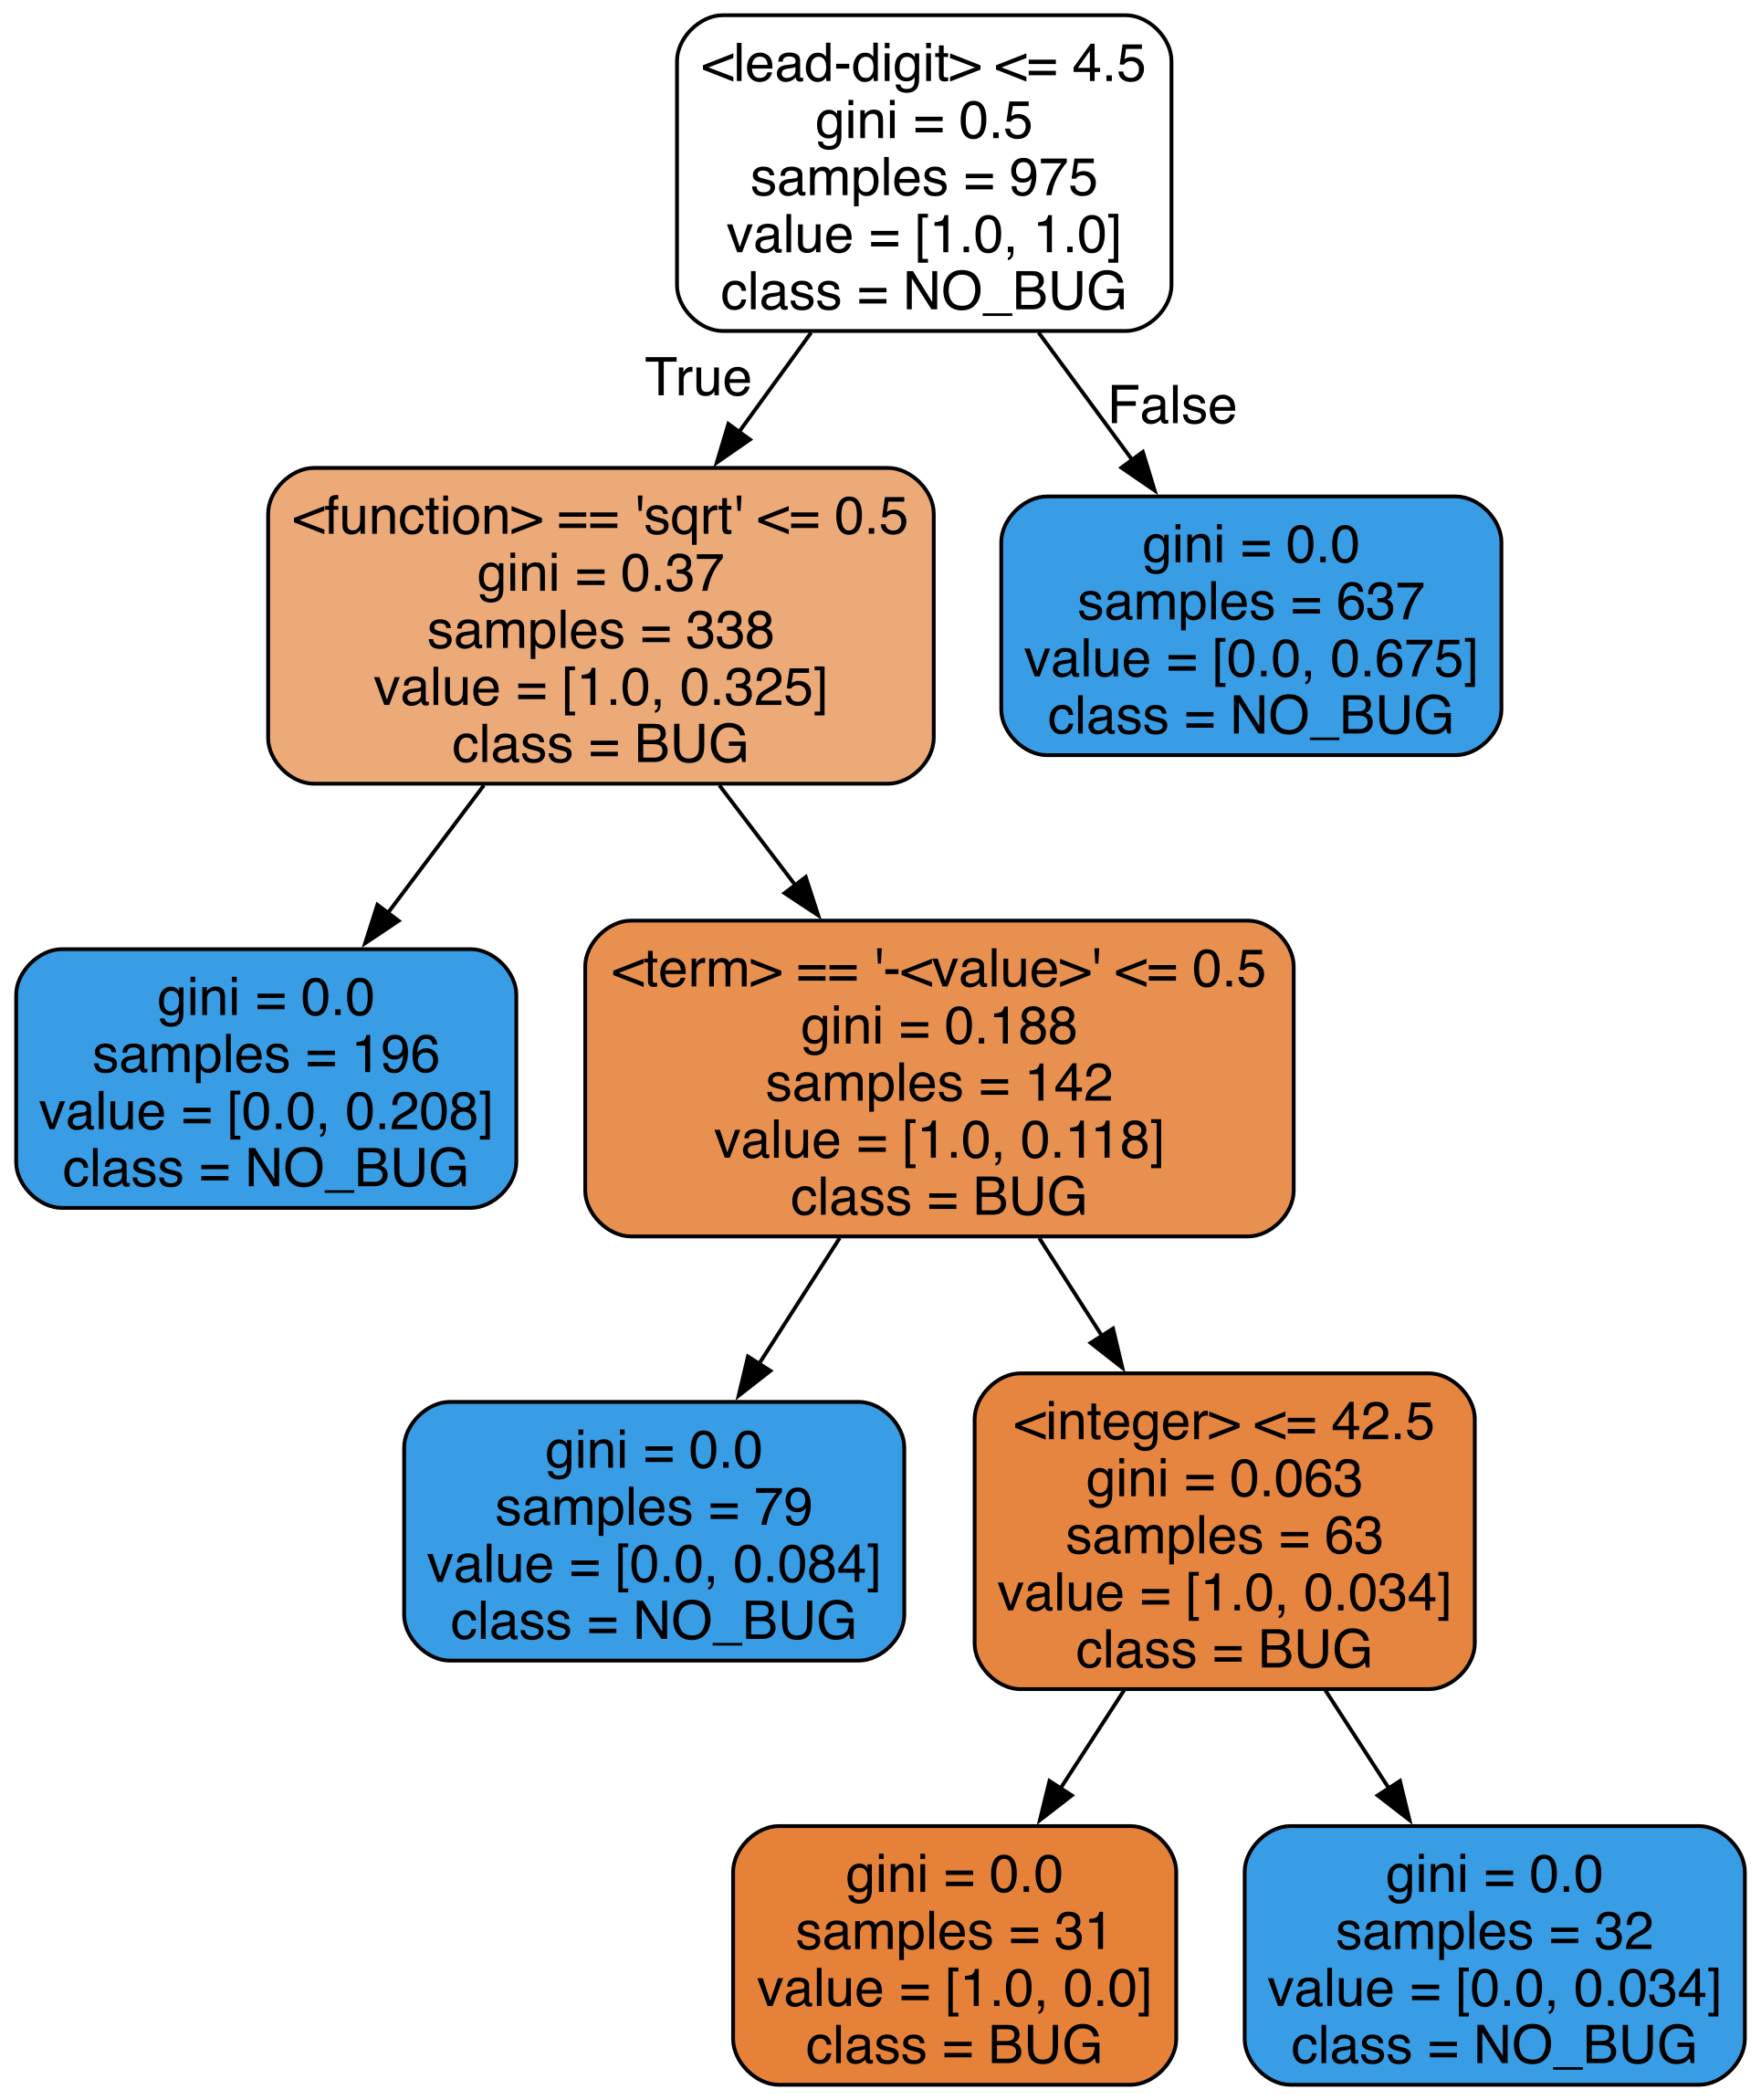 <lead-digit> <= 4.5
gini = 0.5
samples = 975
value = [1.0, 1.0]
class = NO_BUG
True
False
<function> == 'sqrt' <= 0.5
gini = 0.37
samples = 338
value = [1.0, 0.325]
class = BUG
gini = 0.0
samples = 637
value = [0.0, 0.675]
class = NO_BUG
gini = 0.0
samples = 196
value = [0.0, 0.208]
class = NO_BUG
<term> == '-<value>' <= 0.5
gini = 0.188
samples = 142
value = [1.0, 0.118]
class = BUG
gini = 0.0
samples = 79
value = [0.0, 0.084]
class = NO_BUG
<integer> <= 42.5
gini = 0.063
samples = 63
value = [1.0, 0.034]
class = BUG
gini = 0.0
samples = 31
value = [1.0, 0.0]
class = BUG
gini = 0.0
samples = 32
value = [0.0, 0.034]
class = NO_BUG